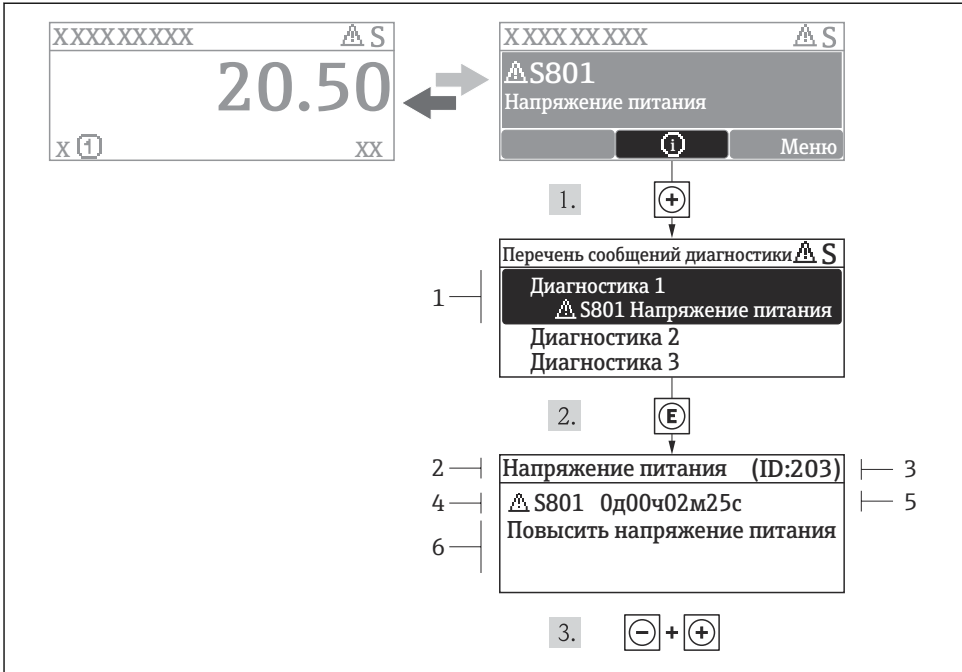 XXXXXXXXX ⚠ S
20.50
X 1 XX
XXXXXXXXX ⚠ S
⚠S801
Напряжение питания
i Меню
1. +
Перечень сообщений диагностики ⚠ S
1
Диагностика 1
⚠ S801 Напряжение питания
Диагностика 2
Диагностика 3
2. E
2 Напряжение питания (ID:203) 3
4 ⚠ S801 0д00ч02м25с 5
6 Повысить напряжение питания
3. − + +